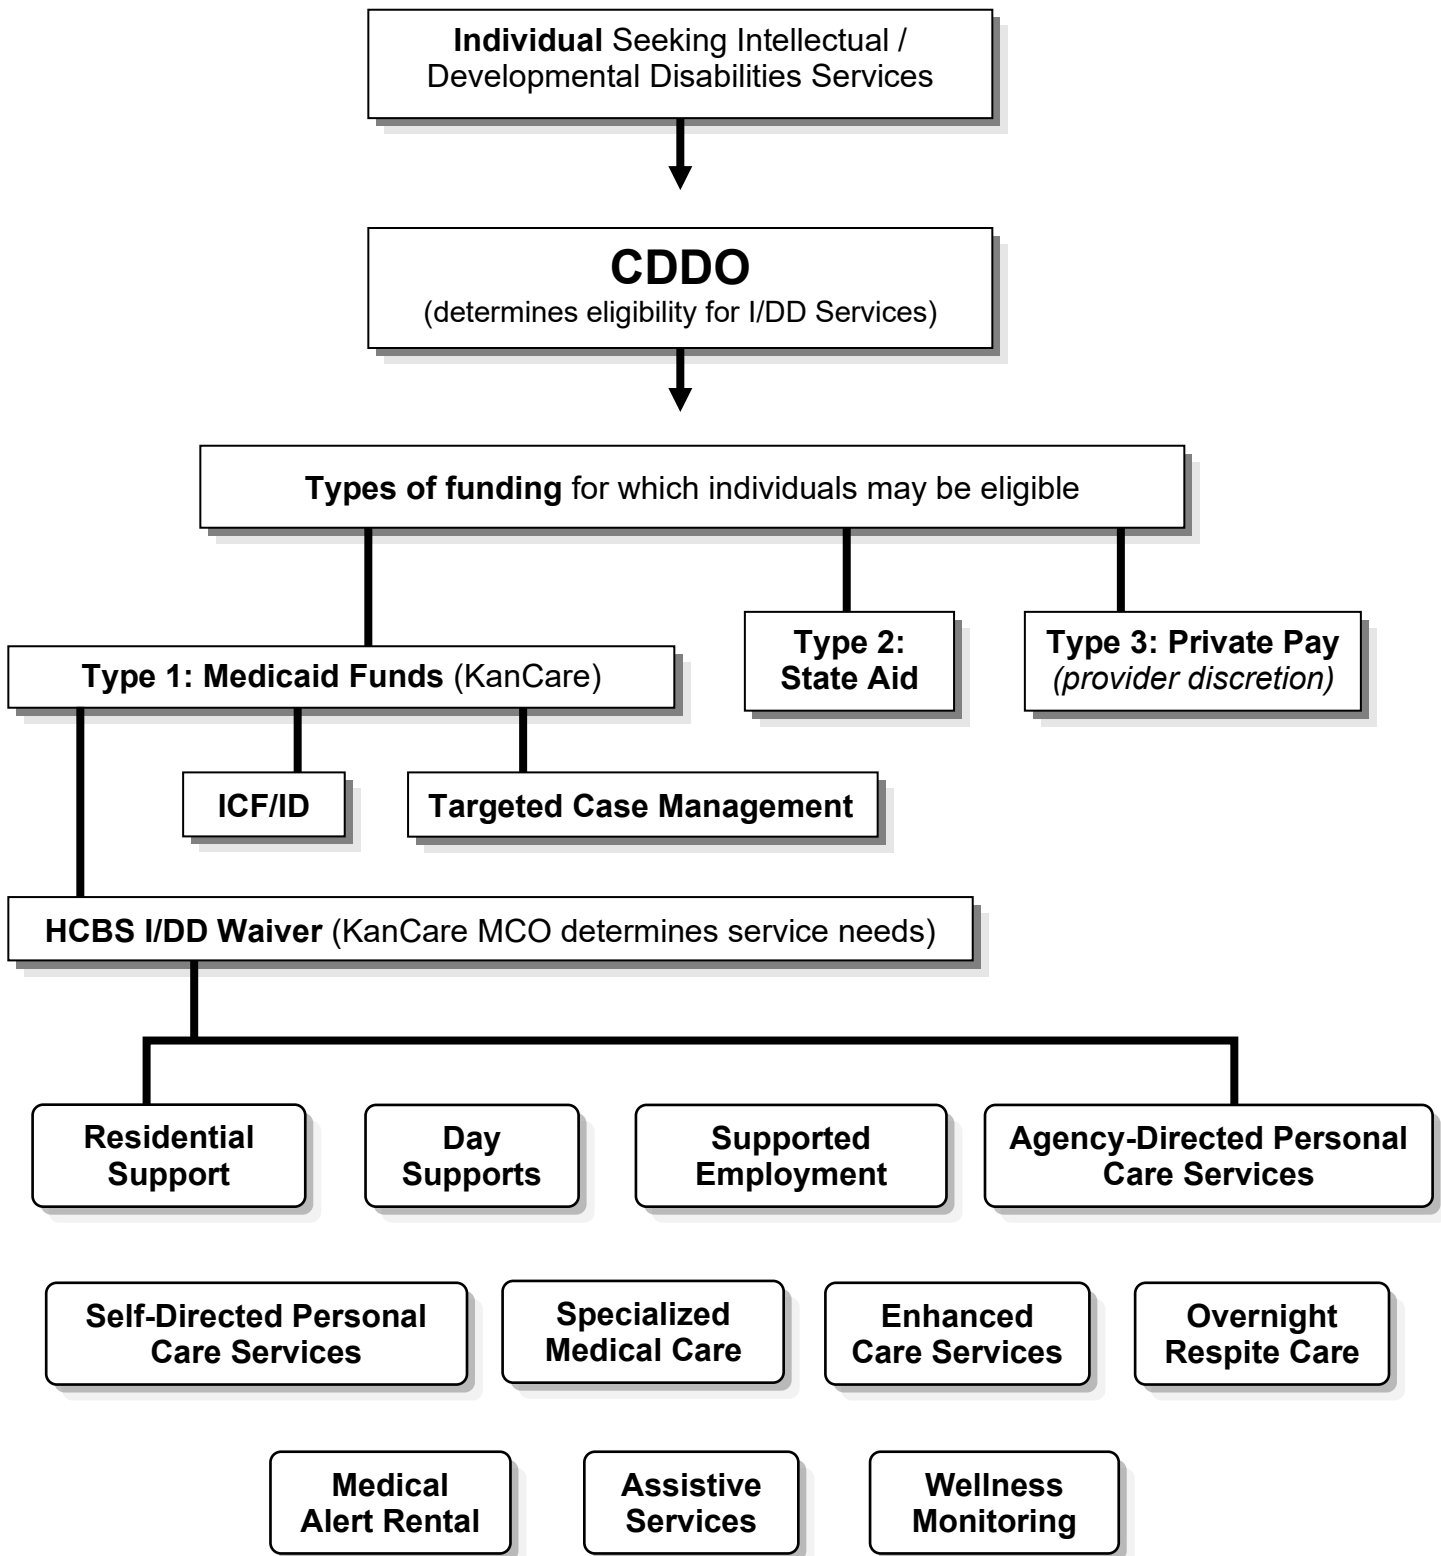 Individual Seeking Intellectual /
Developmental Disabilities Services
CDDO
(determines eligibility for I/DD Services)
Types of funding for which individuals may be eligible
Type 1: Medicaid Funds (KanCare)
Type 2:
State Aid
Type 3: Private Pay
(provider discretion)
ICF/ID
Targeted Case Management
HCBS I/DD Waiver (KanCare MCO determines service needs)
Residential
Support
Day
Supports
Supported
Employment
Agency-Directed Personal
Care Services
Self-Directed Personal
Care Services
Specialized
Medical Care
Enhanced
Care Services
Overnight
Respite Care
Medical
Alert Rental
Assistive
Services
Wellness
Monitoring